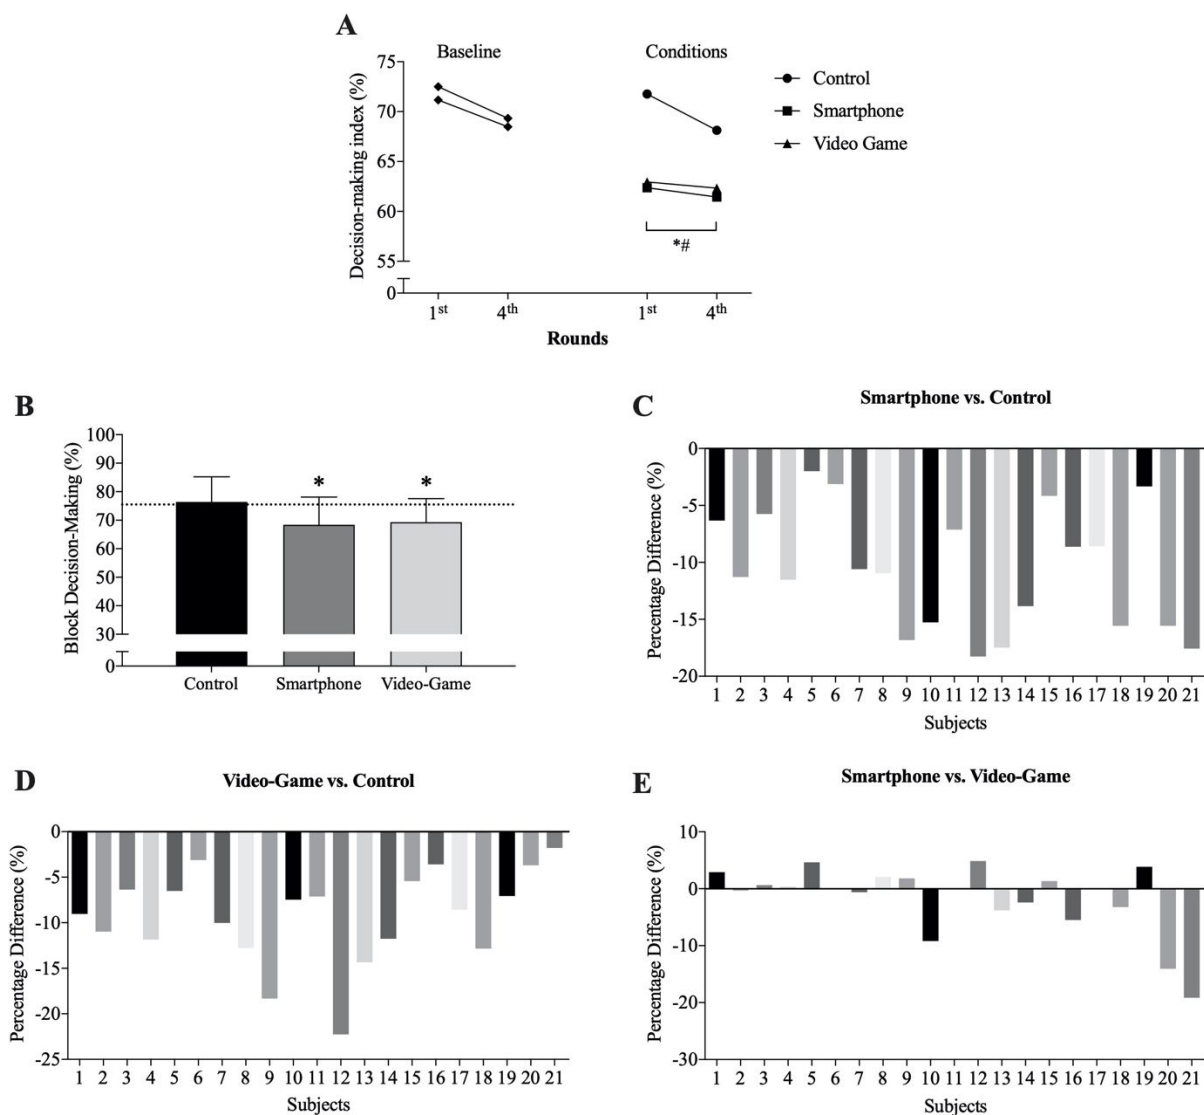 A
Baseline
Conditions
Decision-making index (%)
75
70
65
60
55
0
*#
1st
4th
1st
4th
Rounds
Control
Smartphone
Video Game
B
Block Decision-Making (%)
100
90
80
70
60
50
40
30
0
*
*
Control
Smartphone
Video-Game
C
Smartphone vs. Control
Percentage Difference (%)
0
-5
-10
-15
-20
1 2 3 4 5 6 7 8 9 10 11 12 13 14 15 16 17 18 19 20 21
Subjects
D
Video-Game vs. Control
Percentage Difference (%)
0
-5
-10
-15
-20
-25
1 2 3 4 5 6 7 8 9 10 11 12 13 14 15 16 17 18 19 20 21
Subjects
E
Smartphone vs. Video-Game
Percentage Difference (%)
10
0
-10
-20
-30
1 2 3 4 5 6 7 8 9 10 11 12 13 14 15 16 17 18 19 20 21
Subjects